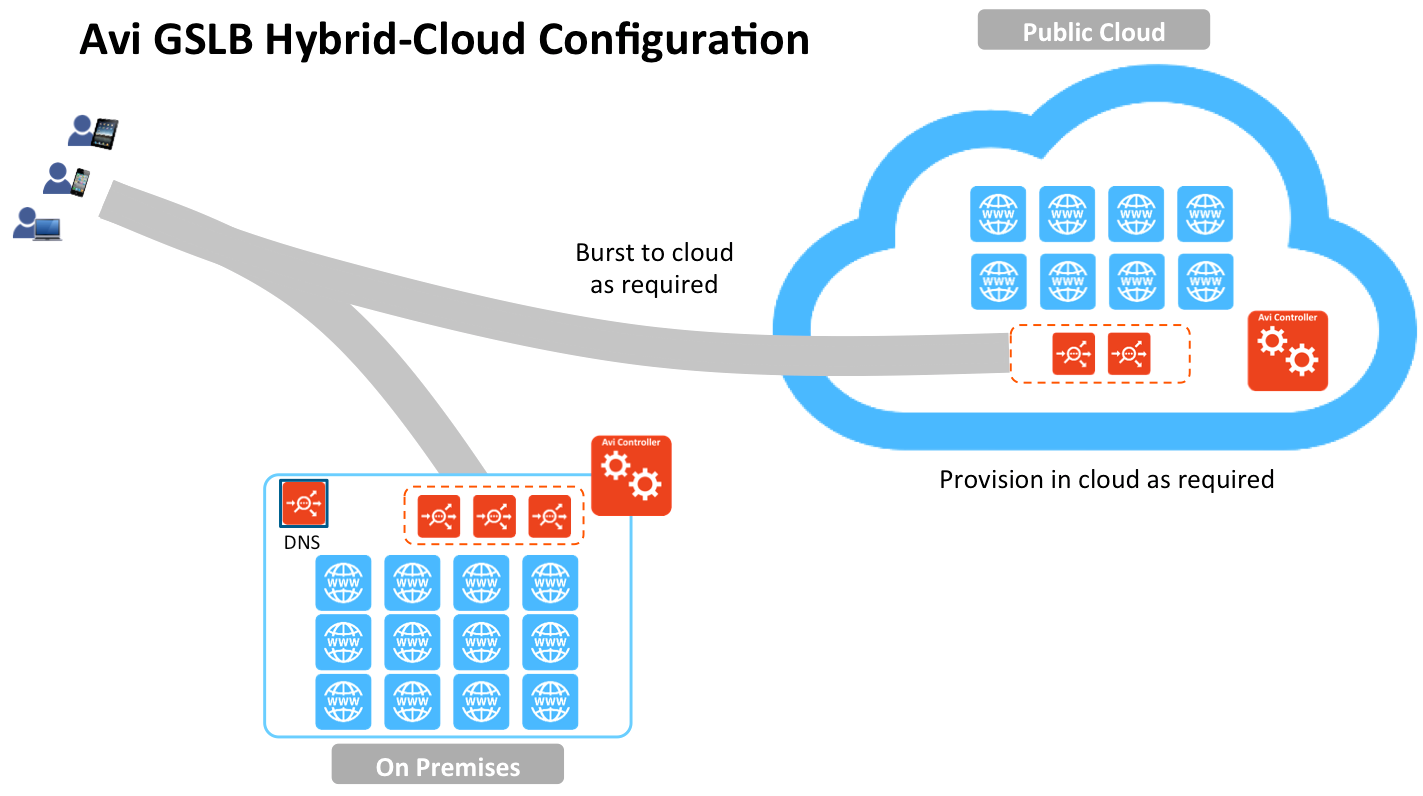 Avi GSLB Hybrid-Cloud Configuration
Public Cloud
Burst to cloud
as required
WWW WWW WWW WWW
WWW WWW WWW WWW
Avi Controller
Provision in cloud as required
Avi Controller
DNS
WWW WWW WWW WWW
WWW WWW WWW WWW
WWW WWW WWW WWW
On Premises